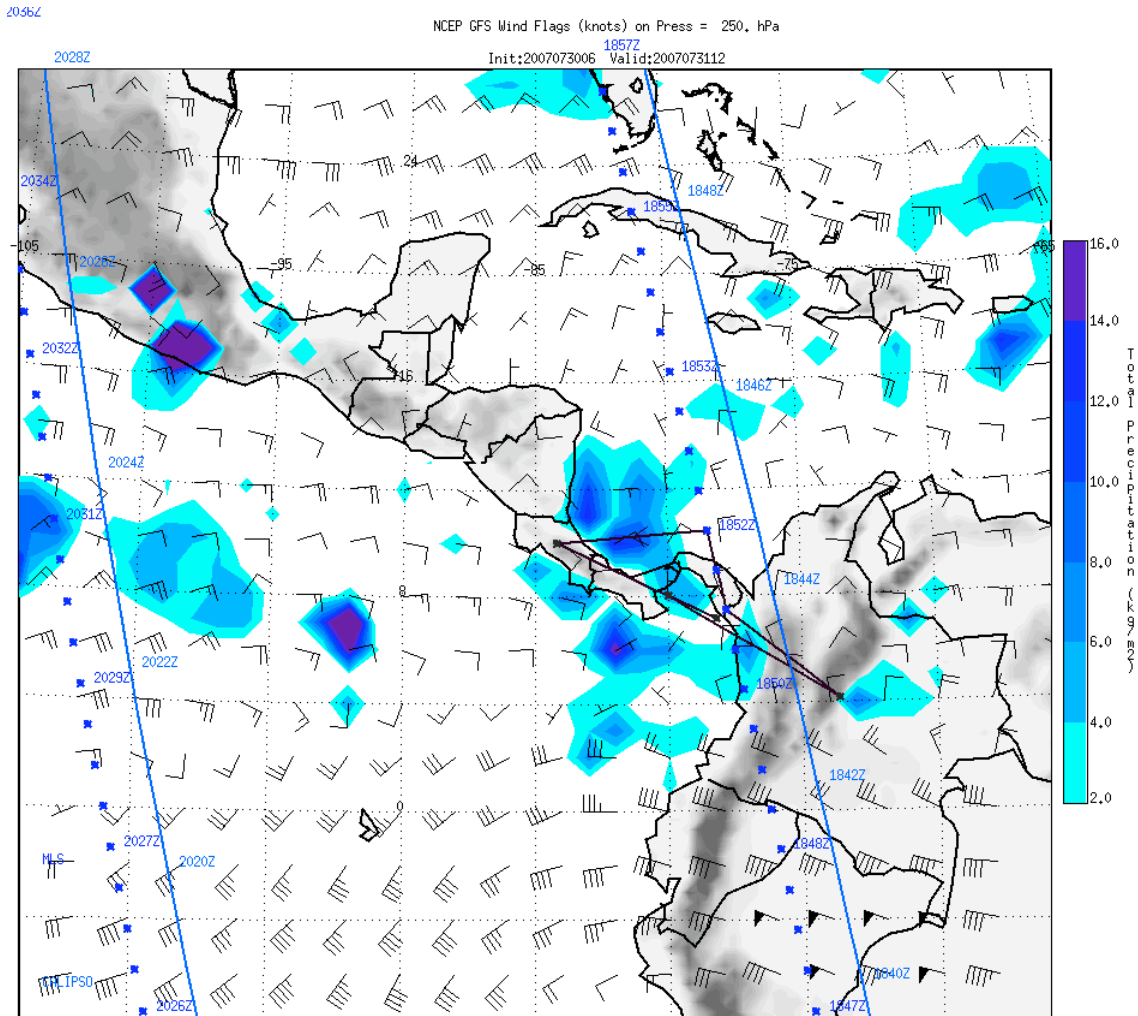 2036Z
NCEP GFS Wind Flags (knots) on Press = 250. hPa
1857Z
Init:2007073006 Valid:2007073112
2028Z
24
2034Z
1848Z
1855Z
-105
2026Z
-95
-85
-75
-65
16.0
14.0
2032Z
1853Z
16
1846Z
12.0
2024Z
10.0
2031Z
1852Z
8
1844Z
8.0
2022Z
6.0
2029Z
1850Z
4.0
1842Z
2.0
0
2027Z
1848Z
MLS
2020Z
CALIPSO
1840Z
2026Z
1847Z
Total Precipitation (kg/m2)